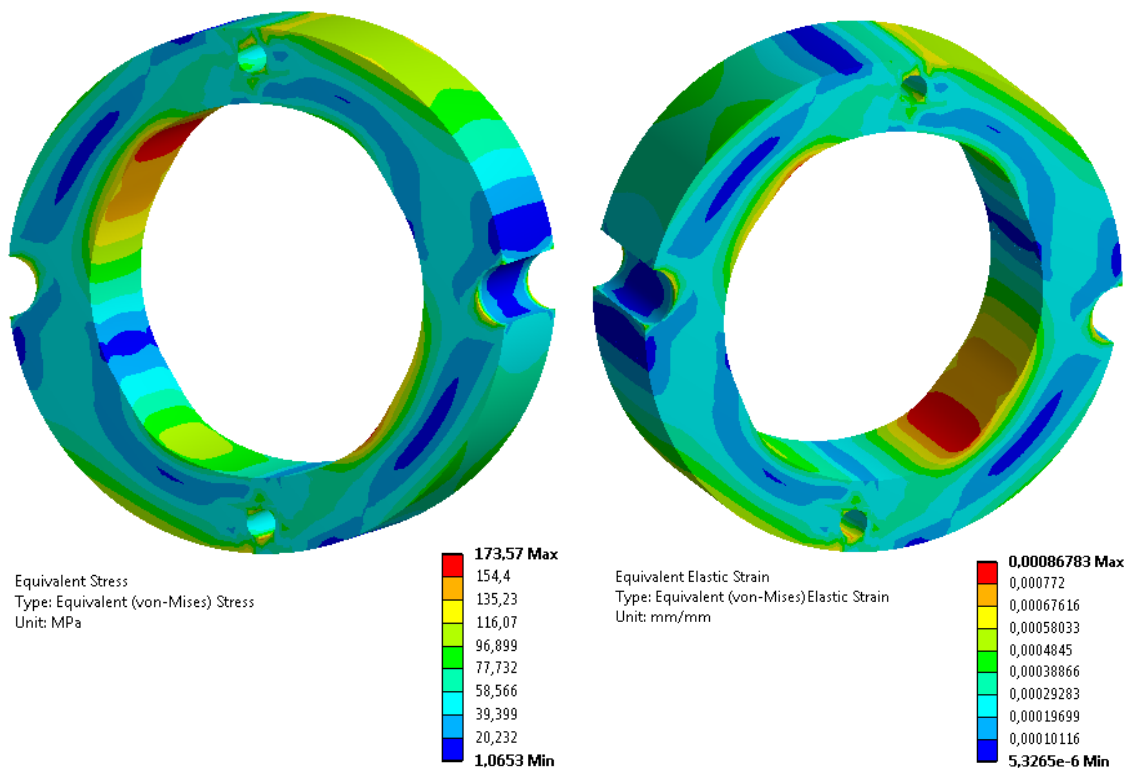 Equivalent Stress
Type: Equivalent (von-Mises) Stress
Unit: MPa
173,57 Max
154,4
135,23
116,07
96,899
77,732
58,566
39,399
20,232
1,0653 Min
Equivalent Elastic Strain
Type: Equivalent (von-Mises) Elastic Strain
Unit: mm/mm
0,00086783 Max
0,000772
0,00067616
0,00058033
0,0004845
0,00038866
0,00029283
0,00019699
0,00010116
5,3265e-6 Min